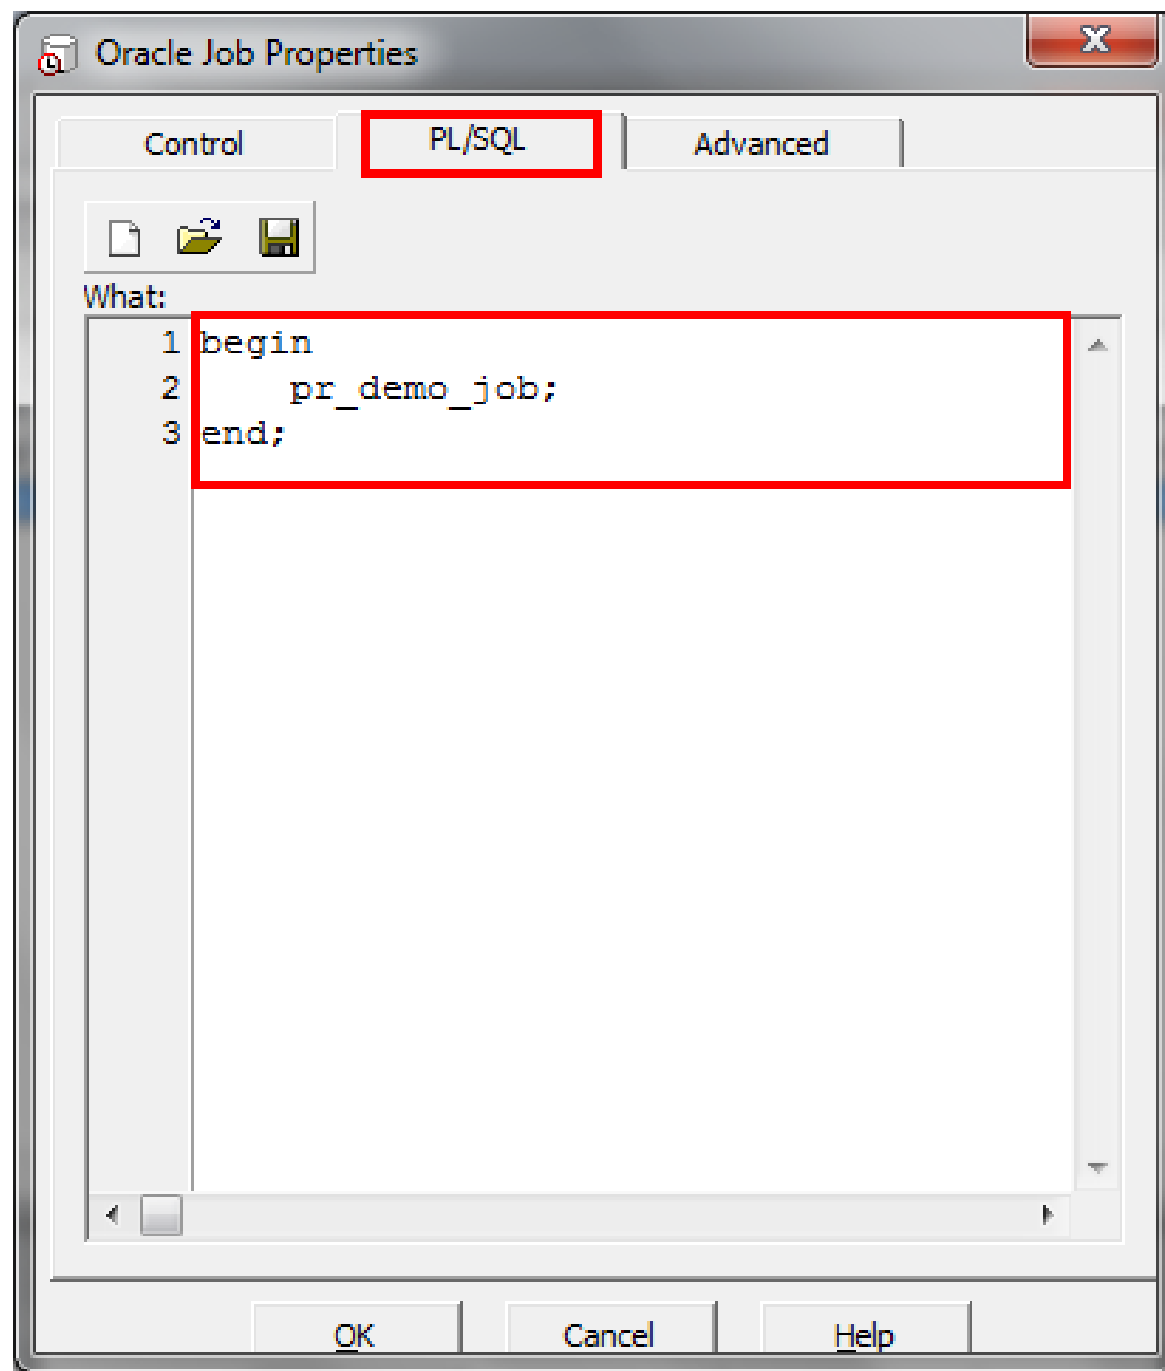 Oracle Job Properties
Control PL/SQL Advanced
What:
1 begin
2     pr_demo_job;
3 end;
OK Cancel Help